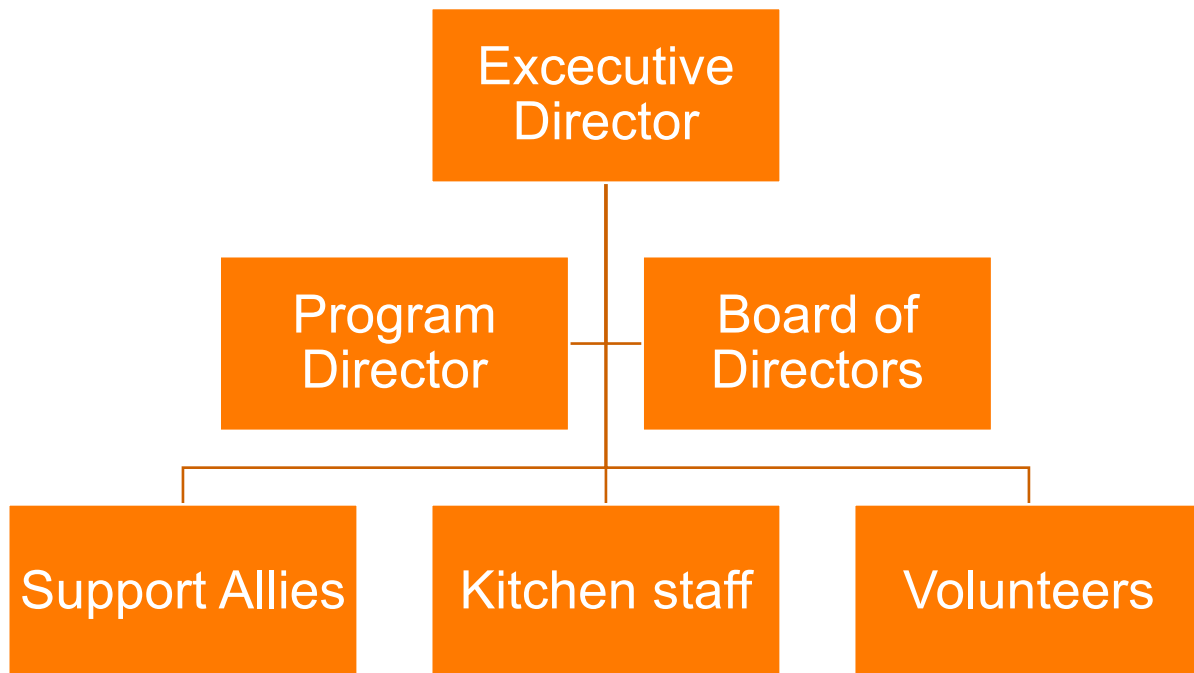 Excecutive
Director
Program
Director
Board of
Directors
Support Allies
Kitchen staff
Volunteers